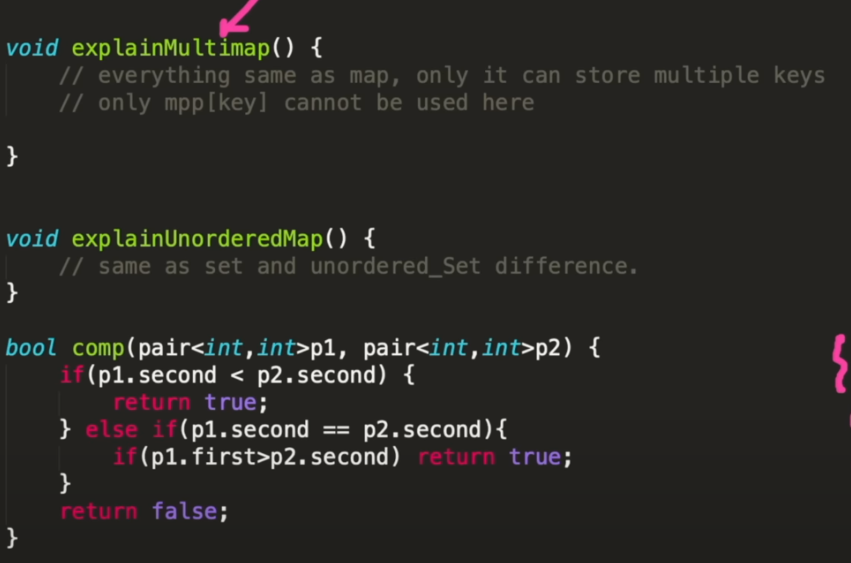 void explainMultimap() {
// everything same as map, only it can store multiple keys
// only mpp[key] cannot be used here
}
void explainUnorderedMap() {
// same as set and unordered_Set difference.
}
bool comp(pair<int,int>p1, pair<int,int>p2) {
if(p1.second < p2.second) {
return true;
} else if(p1.second == p2.second){
if(p1.first>p2.second) return true;
}
return false;
}